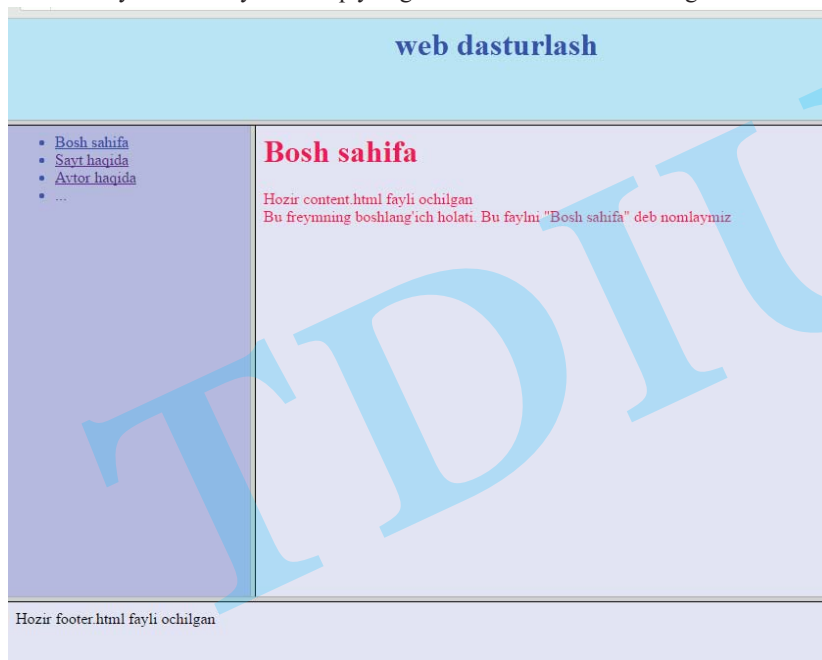 web dasturlash
Bosh sahifa
Sayt haqida
Avtor haqida
...
Bosh sahifa
Hozir content.html fayli ochilgan
Bu freymning boshlang'ich holati. Bu faylni "Bosh sahifa" deb nomlaymiz
TDIU
Hozir footer.html fayli ochilgan